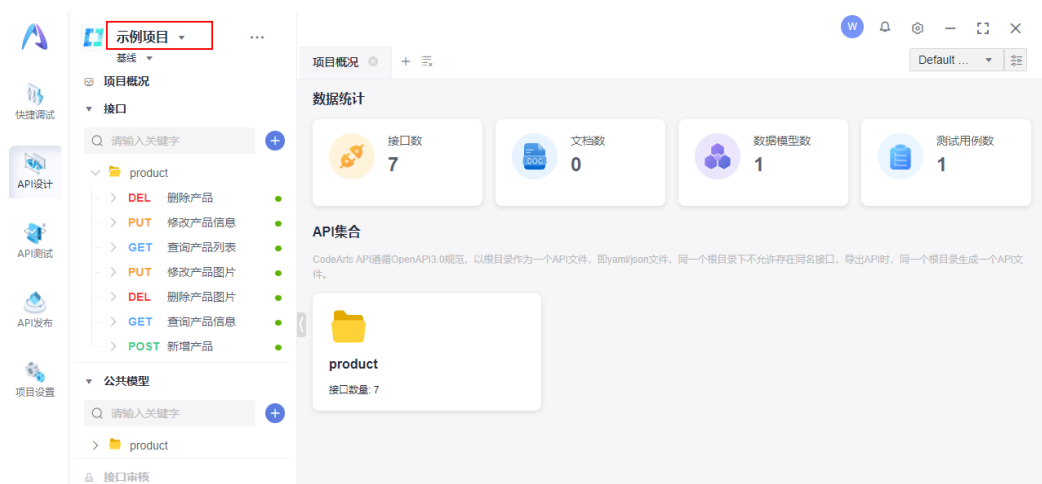 示例项目
基线
项目概况
接口
请输入关键字
product
DEL 删除产品
PUT 修改产品信息
GET 查询产品列表
PUT 修改产品图片
DEL 删除产品图片
GET 查询产品信息
POST 新增产品
公共模型
请输入关键字
product
接口审核
快捷调试
API设计
API测试
API发布
项目设置
W
项目概况
Default ...
数据统计
接口数
7
DOC
文档数
0
数据模型数
1
测试用例数
1
API集合
CodeArts API遵循OpenAPI3.0规范，以根目录作为一个API文件，即yaml/json文件，同一个根目录下不允许存在同名接口，导出API时，同一个根目录生成一个API文
件。
product
接口数量: 7